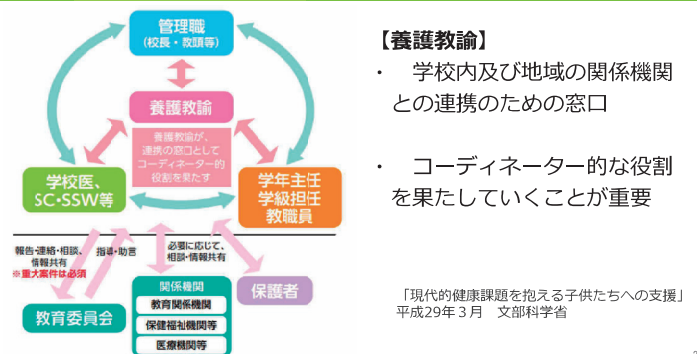 管理職
(校長・教頭等)
養護教諭
養護教諭が、
連携の窓口として
コーディネーター的
役割を果たす
学校医、
SC・SSW等
学年主任
学級担任
教職員
報告・連絡・相談、
情報共有
※重大案件は必須
指導・助言
必要に応じて、
相談・情報共有
教育委員会
関係機関
教育関係機関
保健福祉機関等
医療機関等
保護者
【養護教諭】
・ 学校内及び地域の関係機関
との連携のための窓口
・ コーディネーター的な役割
を果たしていくことが重要
「現代的健康課題を抱える子供たちへの支援」
平成29年3月 文部科学省